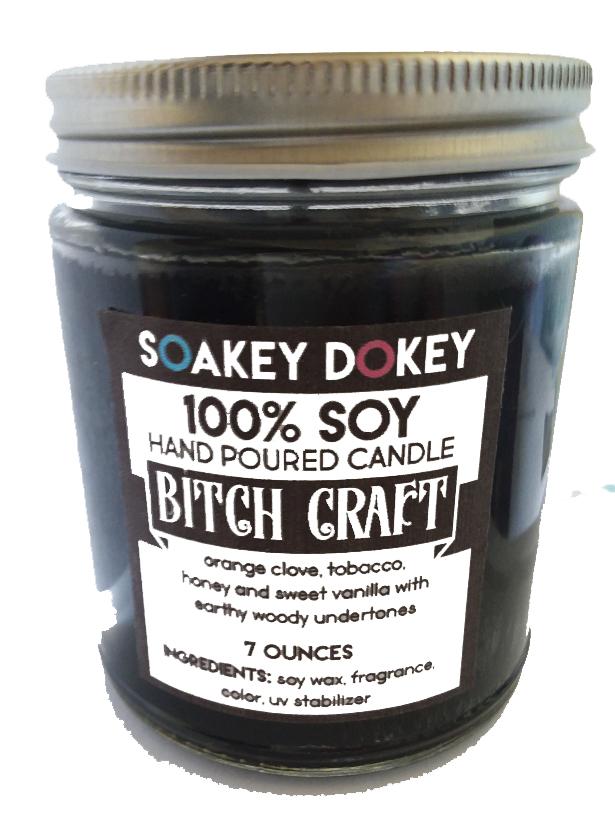 SOAKEY DOKEY
100% SOY
HAND POURED CANDLE
BITCH CRAFT
orange clove, tobacco,
honey and sweet vanilla with
earthy woody undertones
7 OUNCES
INGREDIENTS: soy wax, fragrance,
color, uv stabilizer